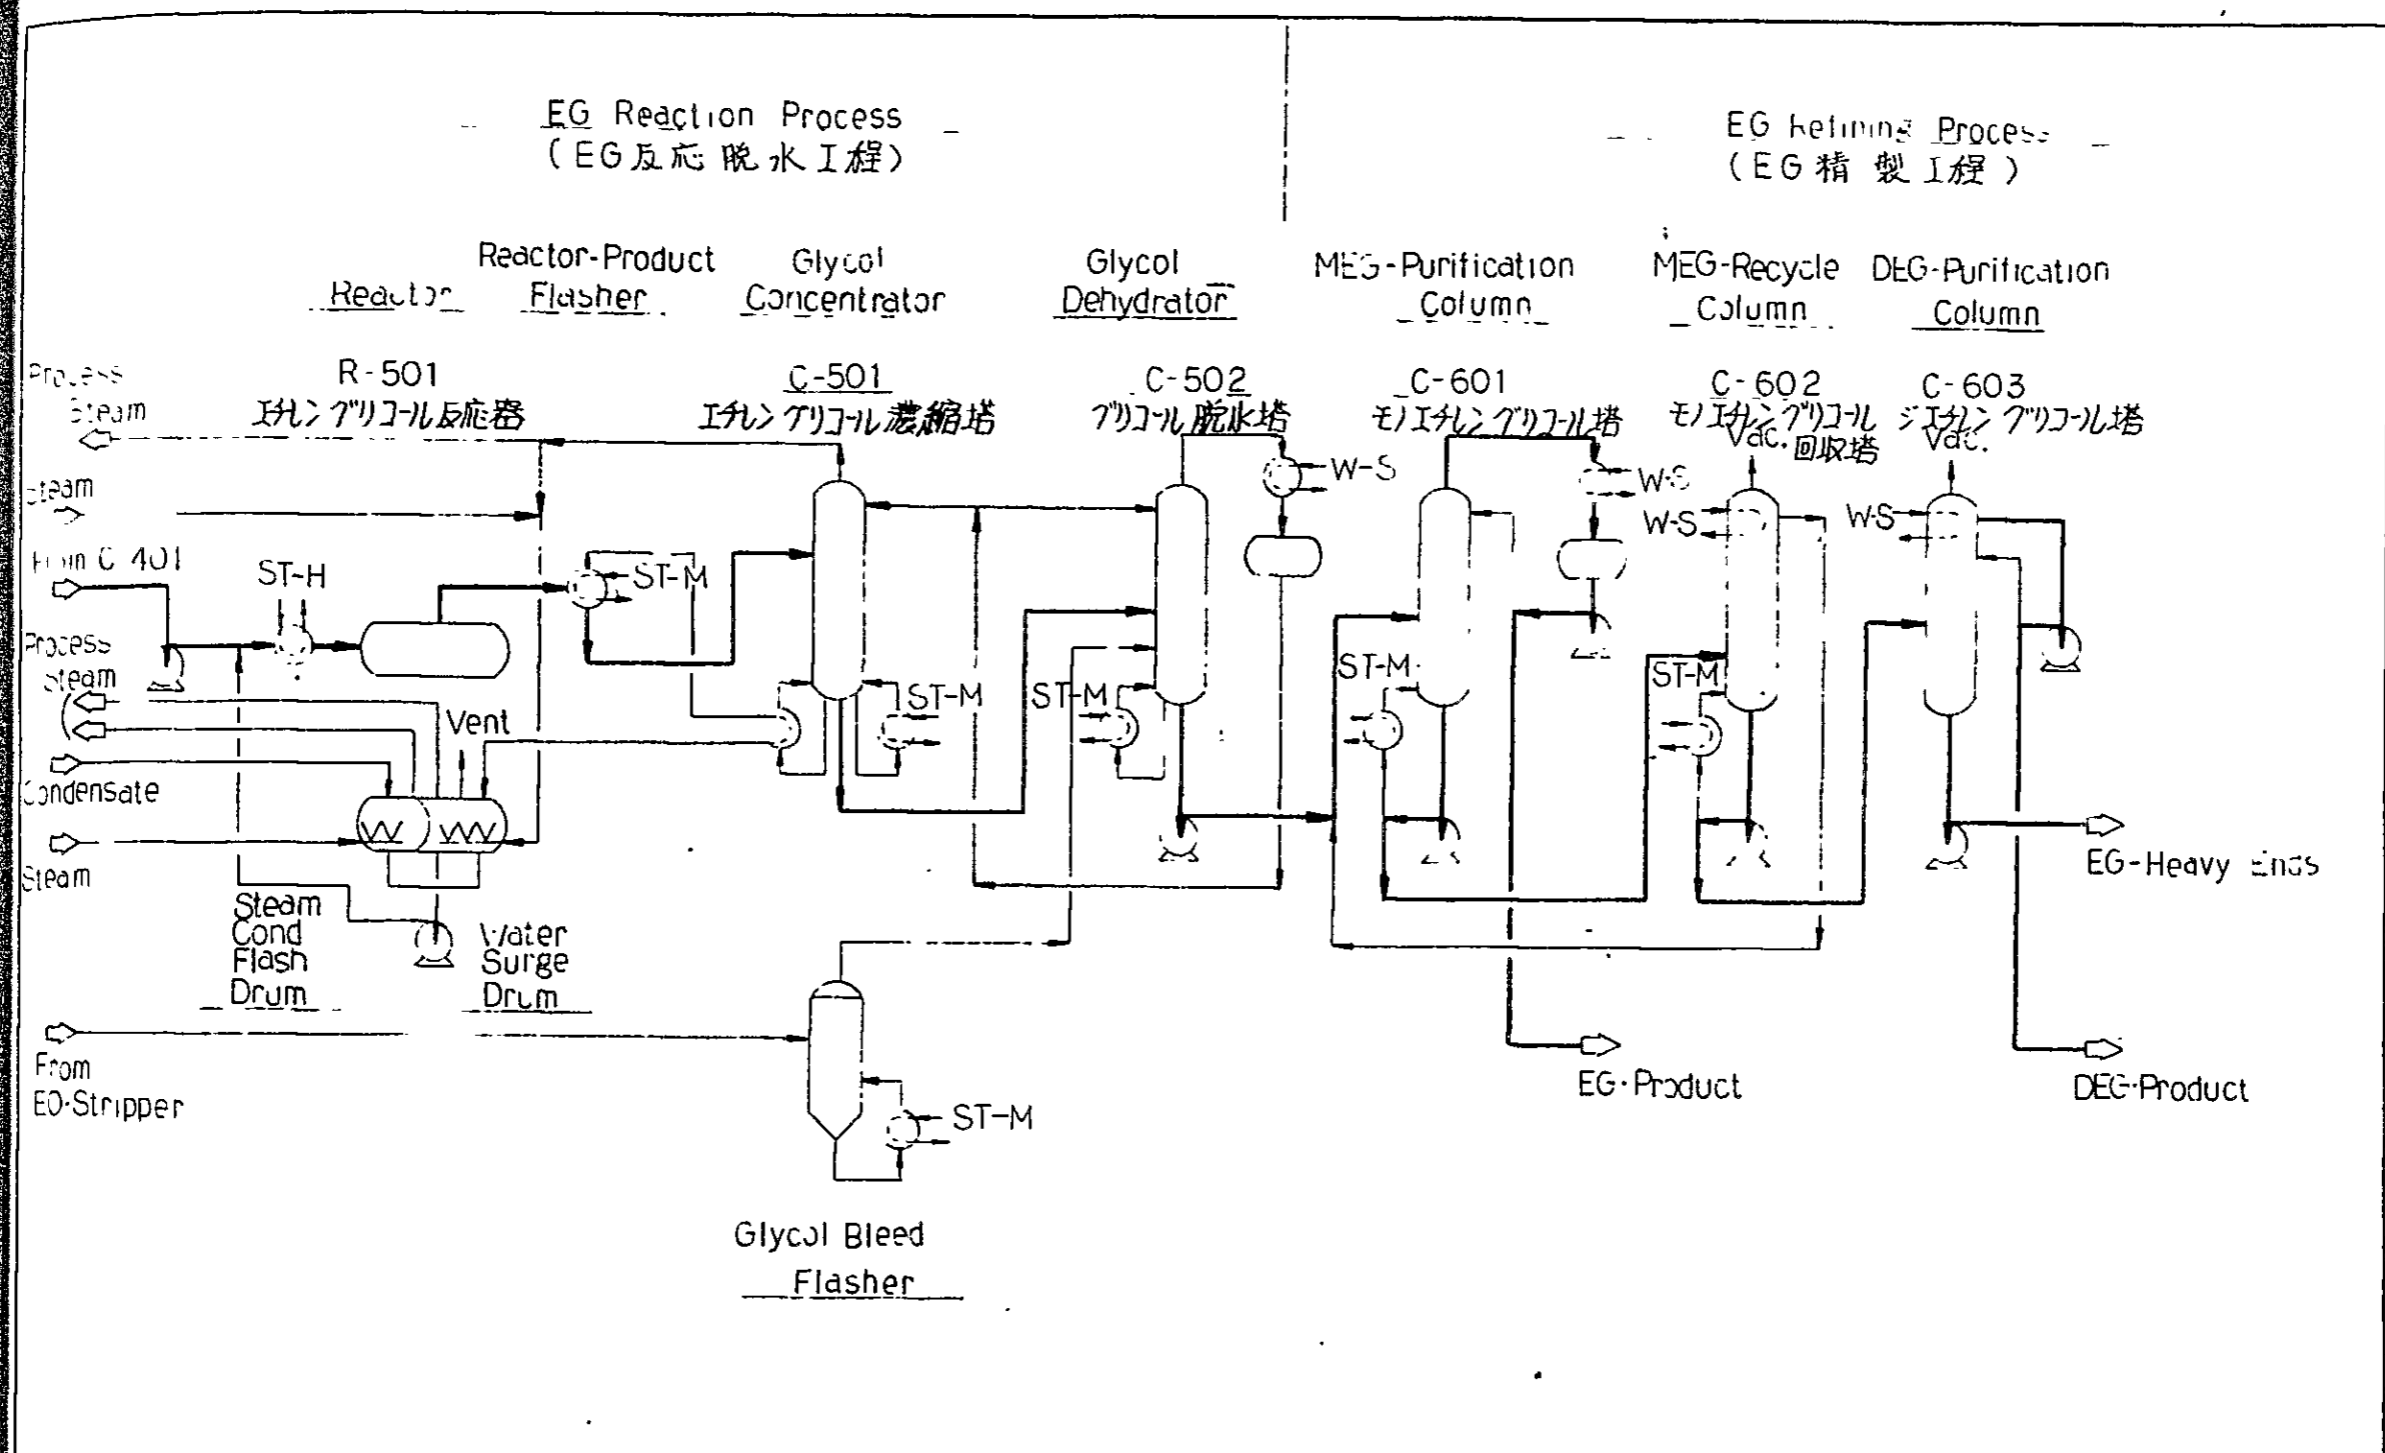 EG Reaction Process
(EG反応脱水工程)
EG Refining Process
(EG精製工程)
Reactor
Reactor-Product
Flasher
Glycol
Concentrator
Glycol
Dehydrator
MEG-Purification
Column
MEG-Recycle
Column
DEG-Purification
Column
R-501
エチレングリコール反応器
C-501
エチレングリコール濃縮塔
C-502
グリコール脱水塔
C-601
モノエチレングリコール塔
C-602
モノエチレングリコール
回収塔
C-603
ジエチレングリコール塔
Process
Steam
Steam
From C-401
Process
Steam
Condensate
Steam
From
EO-Stripper
ST-H
ST-M
Vent
ST-M
ST-M
W-S
ST-M
W-S
Vac.
W-S
ST-M
Vac.
W-S
Steam
Cond
Flash
Drum
Water
Surge
Drum
ST-M
Glycol Bleed
Flasher
EG-Heavy Ends
EG-Product
DEG-Product